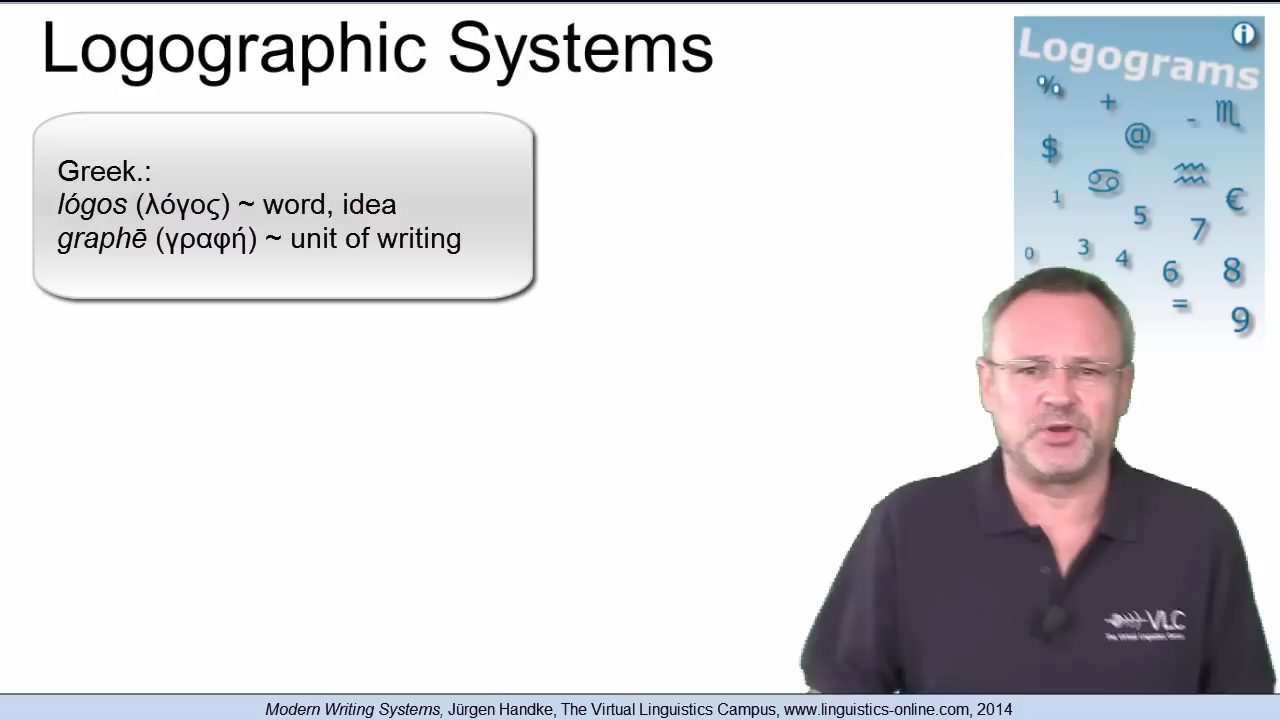 Logographic Systems
Greek.:
lógos (λόγος) ~ word, idea
graphē (γραφή) ~ unit of writing
i
Logograms
% + - ♏
$ @
♋ ♒
1 5 €
7
0 3 4 6 8
= 9
VLC
Modern Writing Systems, Jürgen Handke, The Virtual Linguistics Campus, www.linguistics-online.com, 2014